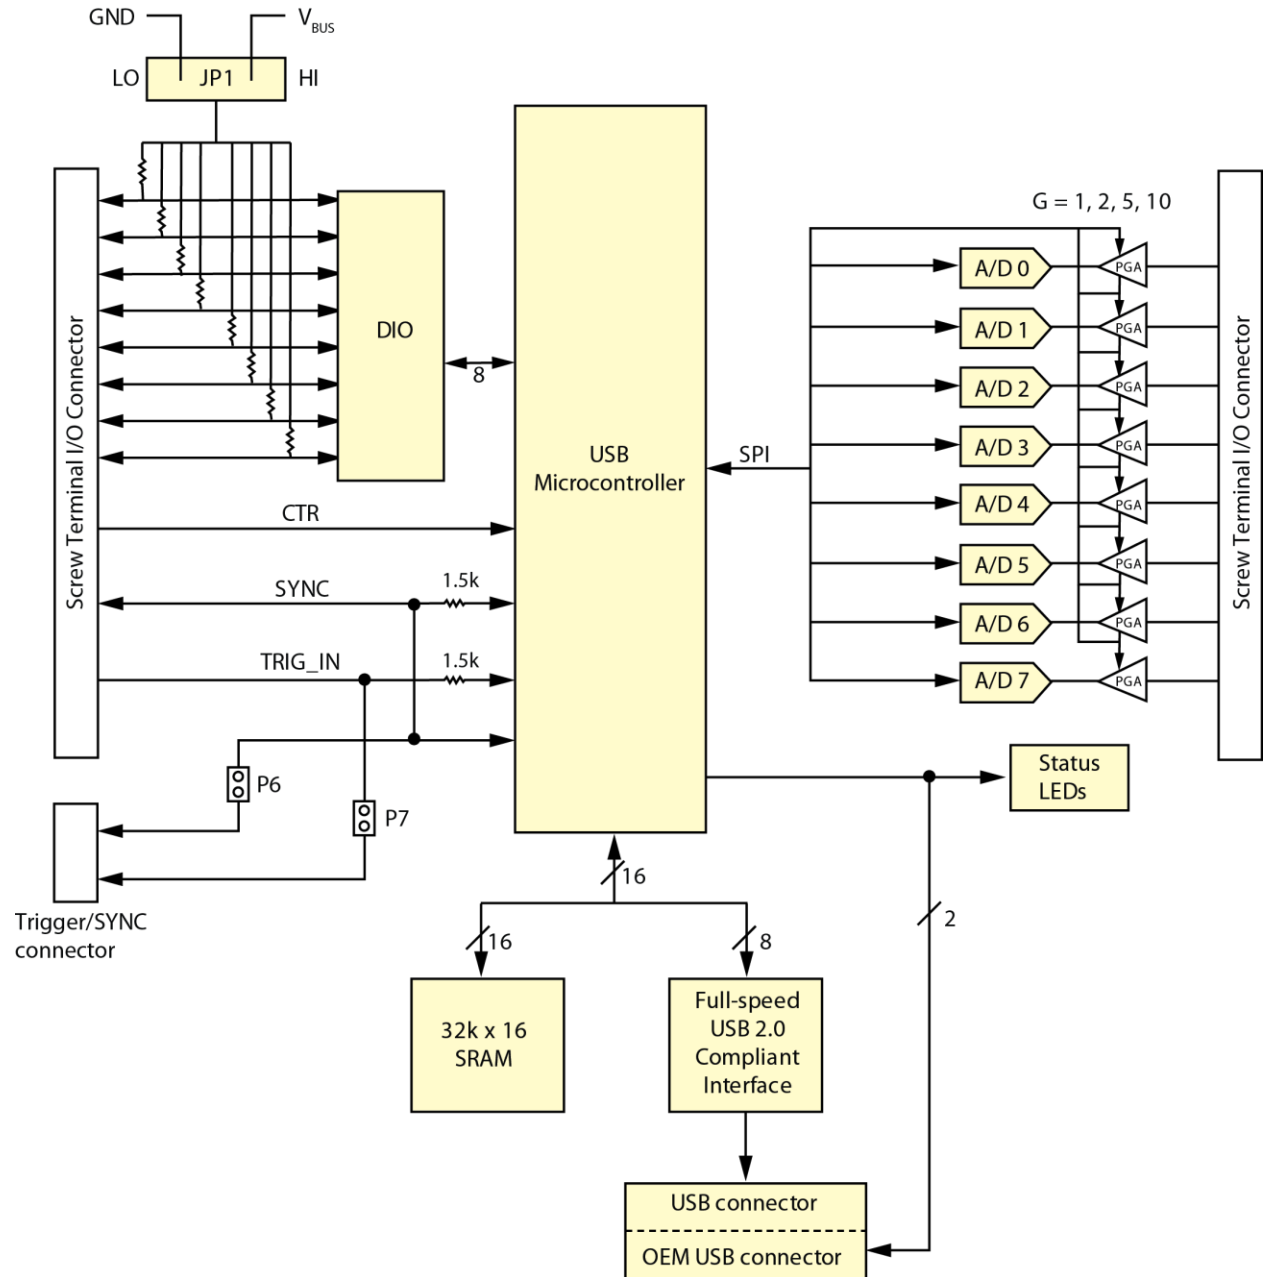 GND
V BUS
LO
JP1
HI
Screw Terminal I/O Connector
DIO
8
CTR
SYNC
1.5k
TRIG_IN
1.5k
P6
P7
Trigger/SYNC
connector
USB
Microcontroller
SPI
G = 1, 2, 5, 10
A/D 0
PGA
A/D 1
PGA
A/D 2
PGA
A/D 3
PGA
A/D 4
PGA
A/D 5
PGA
A/D 6
PGA
A/D 7
PGA
Screw Terminal I/O Connector
Status
LEDs
16
16
8
2
32k x 16
SRAM
Full-speed
USB 2.0
Compliant
Interface
USB connector
OEM USB connector